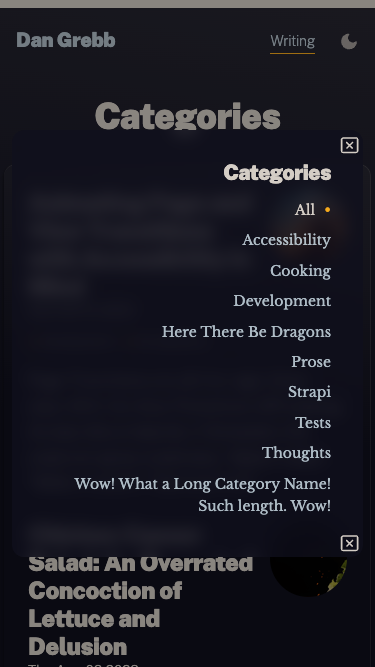 Dan Grebb
Writing
Categories
Categories
All
Accessibility
Cooking
Development
Here There Be Dragons
Prose
Strapi
Tests
Thoughts
Wow! What a Long Category Name!
Such length. Wow!
Salad: An Overrated
Concoction of
Lettuce and
Delusion